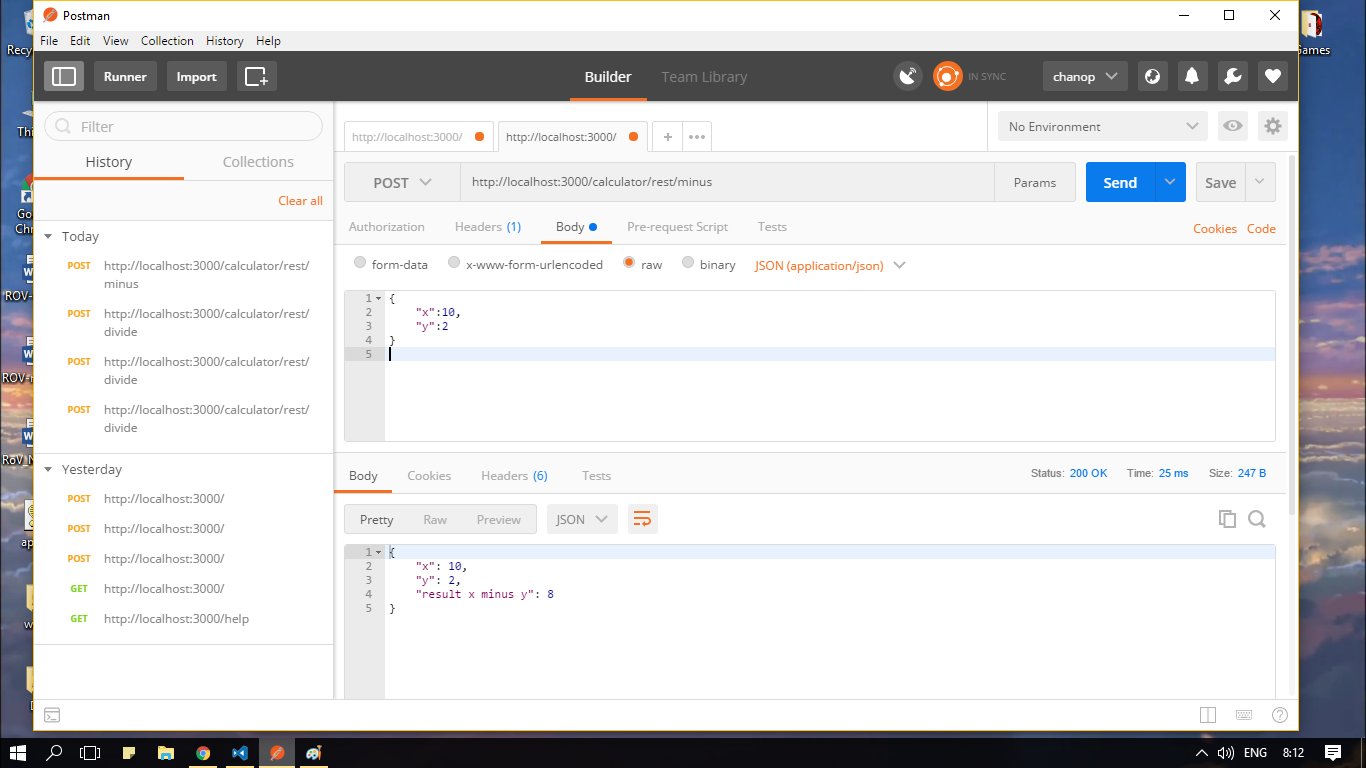 Postman
File Edit View Collection History Help
Runner Import Builder Team Library IN SYNC chanop
Filter
History Collections
Clear all
Today
POST http://localhost:3000/calculator/rest/
minus
POST http://localhost:3000/calculator/rest/
divide
POST http://localhost:3000/calculator/rest/
divide
POST http://localhost:3000/calculator/rest/
divide
Yesterday
POST http://localhost:3000/
POST http://localhost:3000/
POST http://localhost:3000/
GET http://localhost:3000/
GET http://localhost:3000/help
http://localhost:3000/ http://localhost:3000/ + ••• No Environment
POST http://localhost:3000/calculator/rest/minus Params Send Save
Authorization Headers (1) Body Pre-request Script Tests Cookies Code
form-data x-www-form-urlencoded raw binary JSON (application/json)
1 {
2 "x":10,
3 "y":2
4 }
5
Body Cookies Headers (6) Tests Status: 200 OK Time: 25 ms Size: 247 B
Pretty Raw Preview JSON
1 {
2 "x": 10,
3 "y": 2,
4 "result x minus y": 8
5 }
Recy
Thi
Go
Chr
ROV-
ROV-
RoV_N
ap
w
Games
ENG 8:12